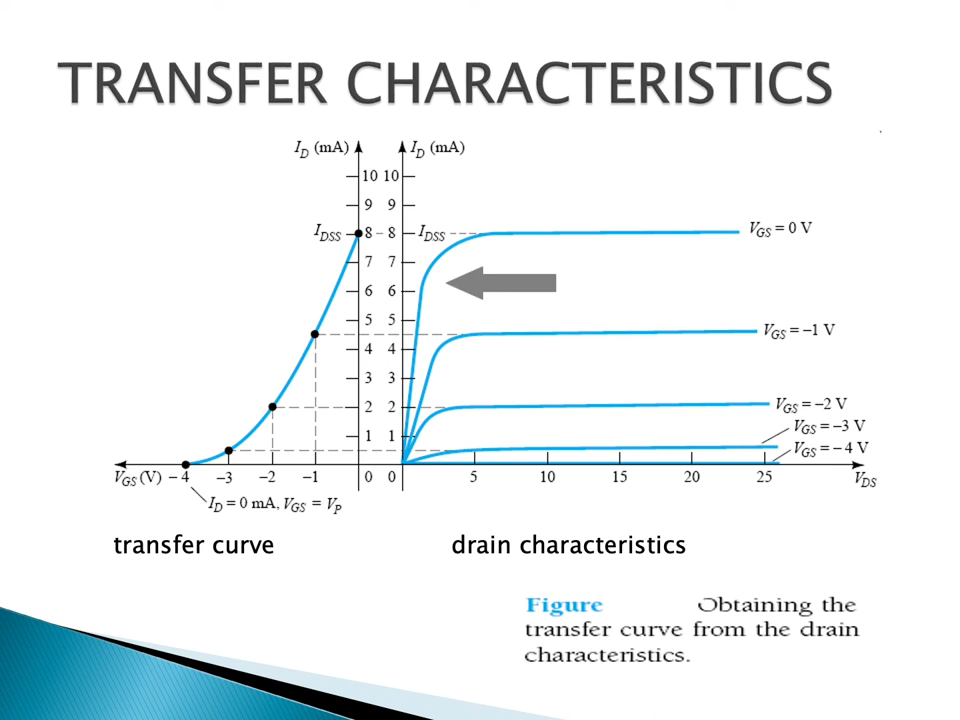 TRANSFER CHARACTERISTICS
I_D (mA) I_D (mA)
10 10
9 9
I_DSS 8 8 I_DSS V_GS = 0 V
7 7
6 6
5 5
V_GS = –1 V
4 4
3 3
2 2 V_GS = –2 V
V_GS = –3 V
1 1
V_GS = – 4 V
V_GS (V) – 4 –3 –2 –1 0 0 5 10 15 20 25 V_DS
I_D = 0 mA, V_GS = V_P
transfer curve drain characteristics
Figure Obtaining the
transfer curve from the drain
characteristics.